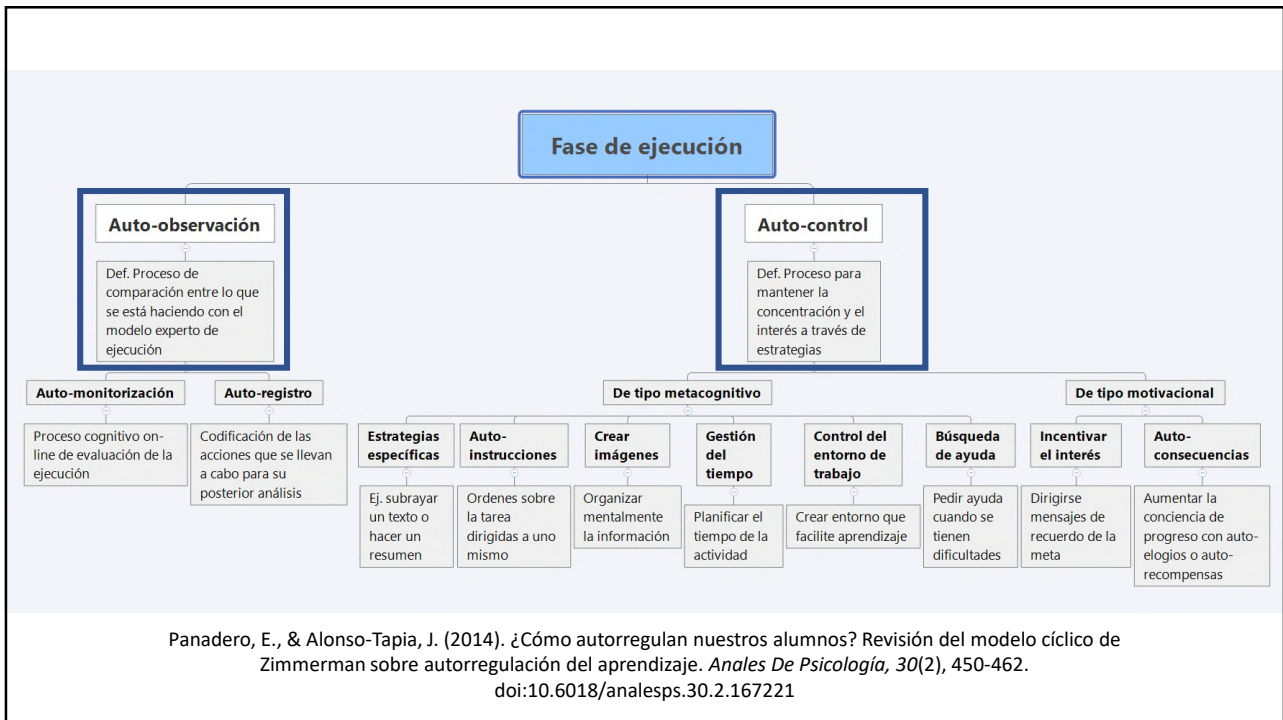 Fase de ejecución
Auto-observación
Def. Proceso de
comparación entre lo que
se está haciendo con el
modelo experto de
ejecución
Auto-monitorización
Proceso cognitivo on-
line de evaluación de la
ejecución
Auto-registro
Codificación de las
acciones que se llevan
a cabo para su
posterior análisis
Auto-control
Def. Proceso para
mantener la
concentración y el
interés a través de
estrategias
De tipo metacognitivo
Estrategias
específicas
Ej. subrayar
un texto o
hacer un
resumen
Auto-
instrucciones
Ordenes sobre
la tarea
dirigidas a uno
mismo
Crear
imágenes
Organizar
mentalmente
la información
Gestión
del
tiempo
Planificar el
tiempo de la
actividad
Control del
entorno de
trabajo
Crear entorno que
facilite aprendizaje
Búsqueda
de ayuda
Pedir ayuda
cuando se
tienen
dificultades
De tipo motivacional
Incentivar
el interés
Dirigirse
mensajes de
recuerdo de la
meta
Auto-
consecuencias
Aumentar la
conciencia de
progreso con auto-
elogios o auto-
recompensas
Panadero, E., & Alonso-Tapia, J. (2014). ¿Cómo autorregulan nuestros alumnos? Revisión del modelo cíclico de
Zimmerman sobre autorregulación del aprendizaje. Anales De Psicología, 30(2), 450-462.
doi:10.6018/analesps.30.2.167221